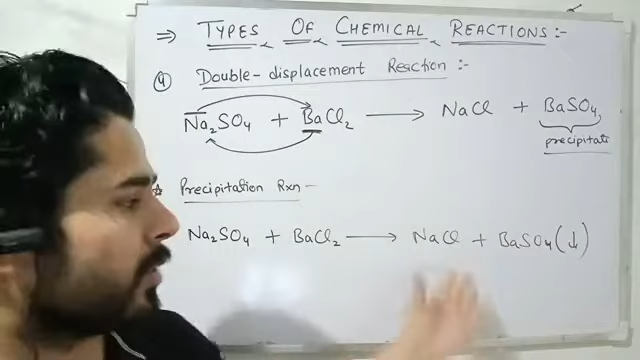 ⇒ TYPES OF CHEMICAL REACTIONS :-
④ Double-displacement Reaction :-
Na₂SO₄ + BaCl₂ ⟶ NaCl + BaSO₄
precipitate
☆ Precipitation Rxn -
Na₂SO₄ + BaCl₂ ⟶ NaCl + BaSO₄(↓)